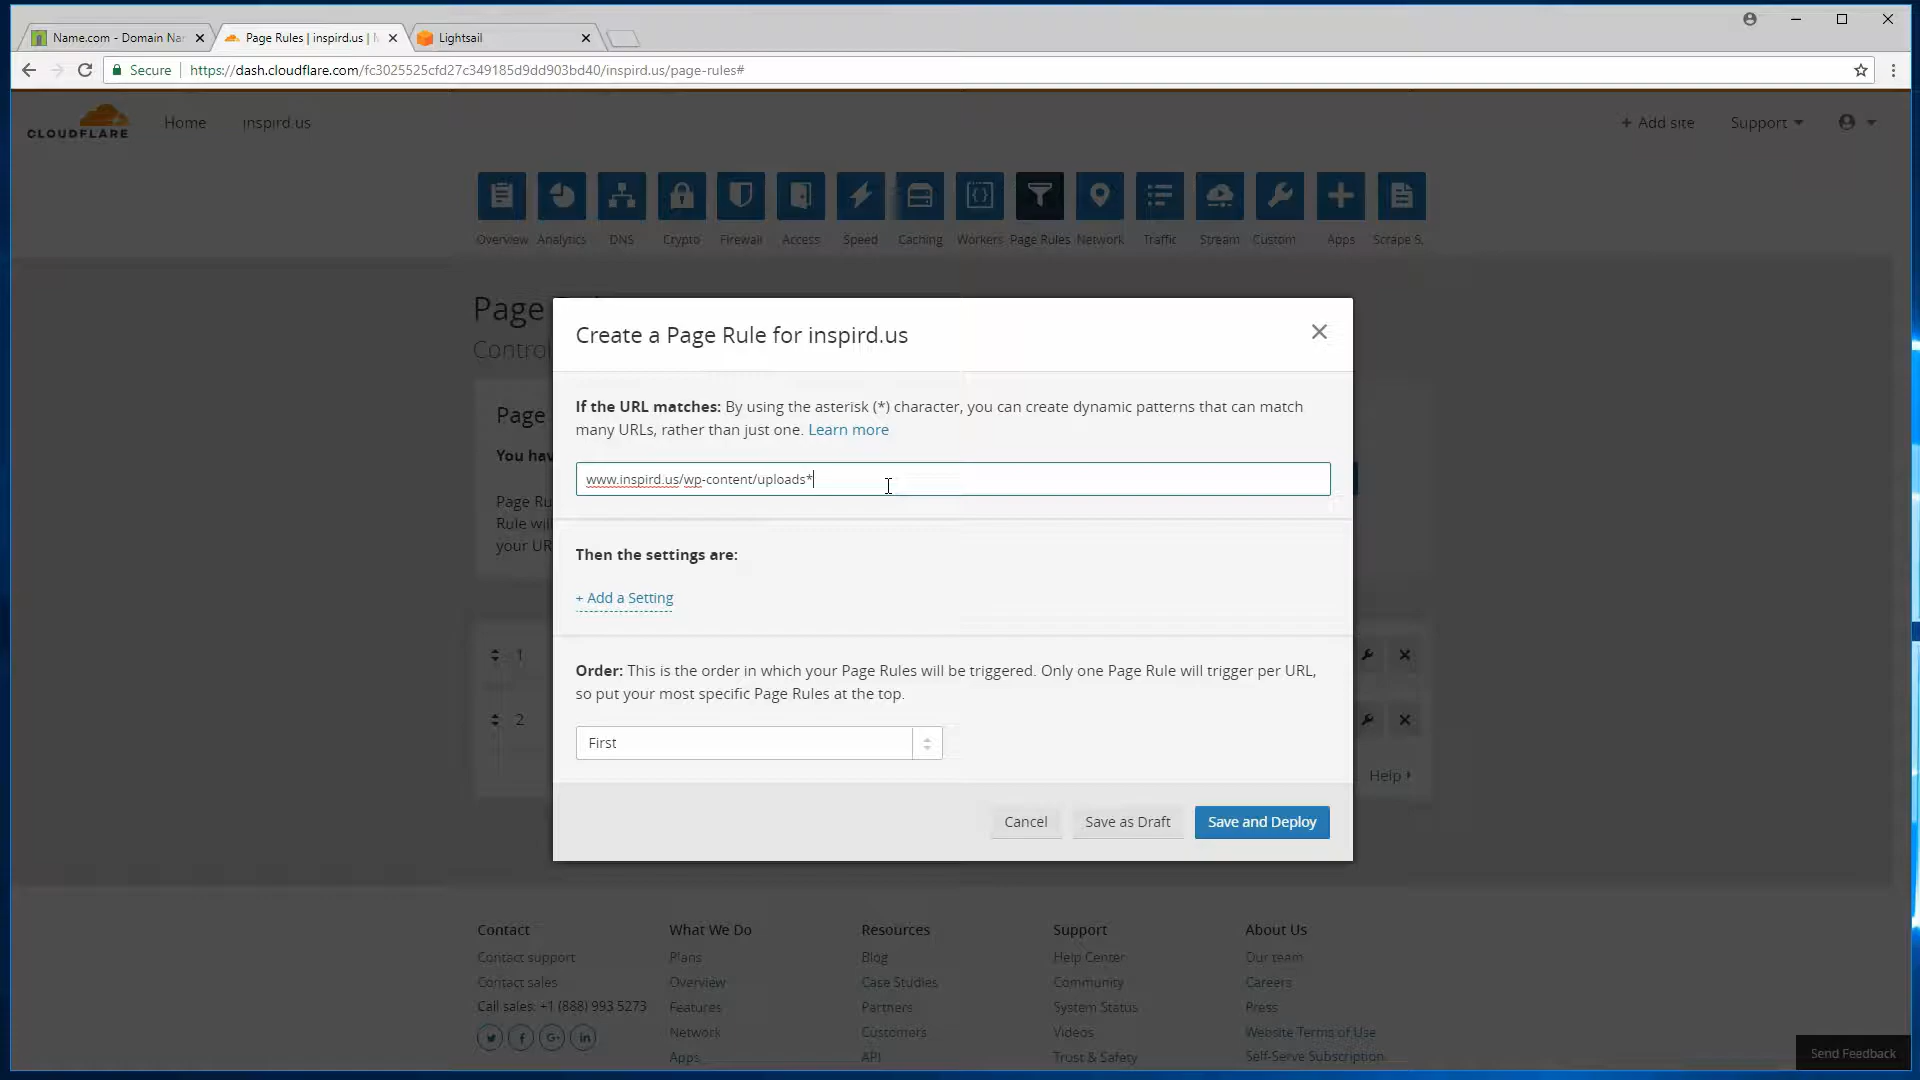 Name.com - Domain Na
Page Rules | inspird.us |
Lightsail
Secure
https://dash.cloudflare.com/fc3025525cfd27c349185d9dd903bd40/inspird.us/page-rules#
CLOUDFLARE
Home
inspird.us
+ Add site
Support
Overview
Analytics
DNS
Crypto
Firewall
Access
Speed
Caching
Workers
Page Rules
Network
Traffic
Stream
Custom
Apps
Scrape S.
Page
Contro
Page
You hav
Page Ru
Rule wil
your UR
1
2
Help
Create a Page Rule for inspird.us
If the URL matches: By using the asterisk (*) character, you can create dynamic patterns that can match
many URLs, rather than just one. Learn more
www.inspird.us/wp-content/uploads*
Then the settings are:
+ Add a Setting
Order: This is the order in which your Page Rules will be triggered. Only one Page Rule will trigger per URL,
so put your most specific Page Rules at the top.
First
Cancel
Save as Draft
Save and Deploy
Contact
Contact support
Contact sales
Call sales: +1 (888) 993 5273
What We Do
Plans
Overview
Features
Network
Apps
Resources
Blog
Case Studies
Partners
Customers
API
Support
Help Center
Community
System Status
Videos
Trust & Safety
About Us
Our team
Careers
Press
Website Terms of Use
Self-Serve Subscription
Send Feedback